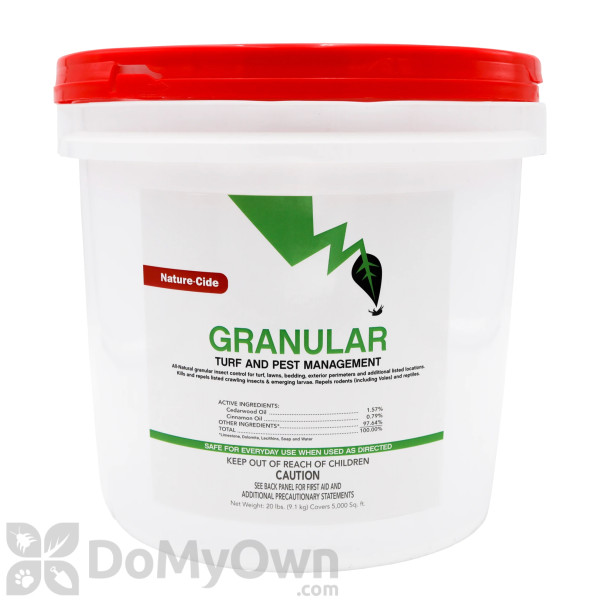 Nature-Cide
GRANULAR
TURF AND PEST MANAGEMENT
All-Natural granular insect control for turf, lawns, bedding, exterior perimeters and additional listed locations.
Kills and repels listed crawling insects & emerging larvae. Repels rodents (including Voles) and reptiles.
ACTIVE INGREDIENTS:
Cedarwood Oil 1.57%
Cinnamon Oil 0.79%
OTHER INGREDIENTS* 97.64%
TOTAL 100.00%
*Limestone, Dolomite, Lecithins, Soap and Water
SAFE FOR EVERYDAY USE WHEN USED AS DIRECTED
KEEP OUT OF REACH OF CHILDREN
CAUTION
SEE BACK PANEL FOR FIRST AID AND
ADDITIONAL PRECAUTIONARY STATEMENTS
Net Weight: 20 lbs. (9.1 kg) Covers 5,000 Sq. ft.
DoMyOwn
.com